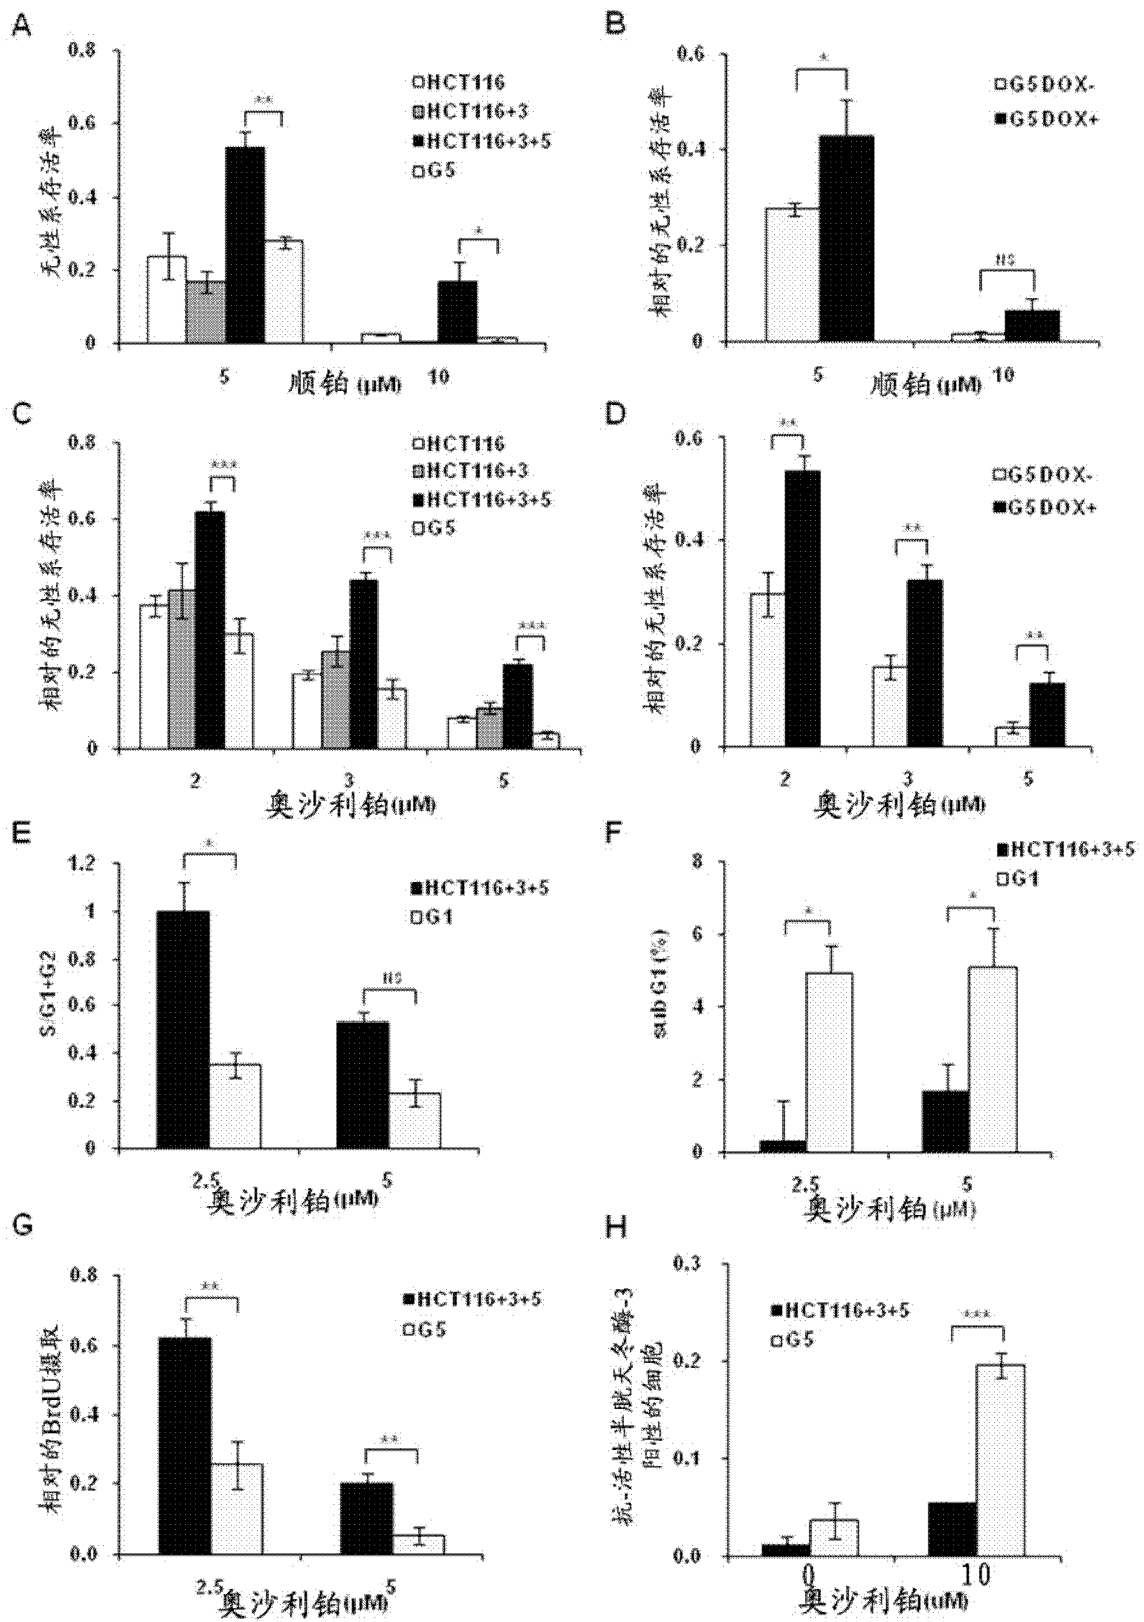 A
无性系存活率
0.8
0.6
0.4
0.2
0
HCT116
HCT116+3
HCT116+3+5
G5
**
*
5
10
顺铂(μM)
B
相对的无性系存活率
0.6
0.4
0.2
0
G5DOX-
G5DOX+
*
NS
5
10
顺铂(μM)
C
相对的无性系存活率
0.8
0.6
0.4
0.2
0
HCT116
HCT116+3
HCT116+3+5
G5
***
***
***
2
3
5
奥沙利铂(μM)
D
相对的无性系存活率
0.6
0.4
0.2
0
G5DOX-
G5DOX+
**
**
**
2
3
5
奥沙利铂(μM)
E
S/G1+G2
1.2
1
0.8
0.6
0.4
0.2
0
HCT116+3+5
G1
*
NS
2.5
5
奥沙利铂(μM)
F
sub G1(%)
8
6
4
2
0
HCT116+3+5
G1
*
*
2.5
5
奥沙利铂(μM)
G
相对的BrdU摄取
0.8
0.6
0.4
0.2
0.0
HCT116+3+5
G5
**
**
2.5
5
奥沙利铂(μM)
H
抗-活性半胱天冬酶-3
阳性的细胞
0.3
0.2
0.1
0.0
HCT116+3+5
G5
***
0
10
奥沙利铂(uM)